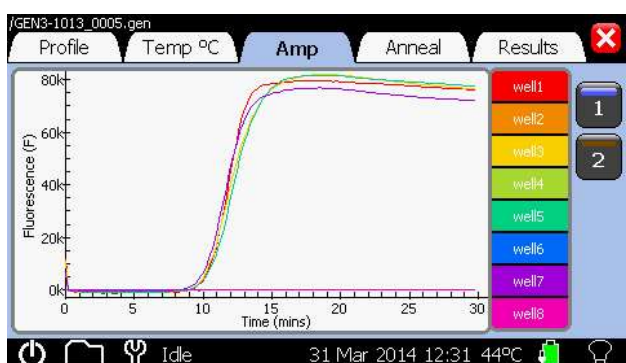 /GEN3-1013_0005.gen
Profile Temp ºC Amp Anneal Results
80k
60k
40k
20k
0k
Fluorescence (F)
0 5 10 15 20 25 30
Time (mins)
well1
well2
well3
well4
well5
well6
well7
well8
1
2
Idle 31 Mar 2014 12:31 44ºC